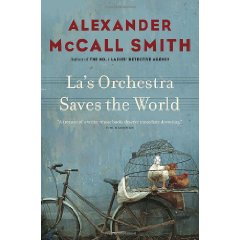 ALEXANDER
McCALL SMITH
Author of THE NO. 1 LADIES' DETECTIVE AGENCY
La's Orchestra
Saves the World